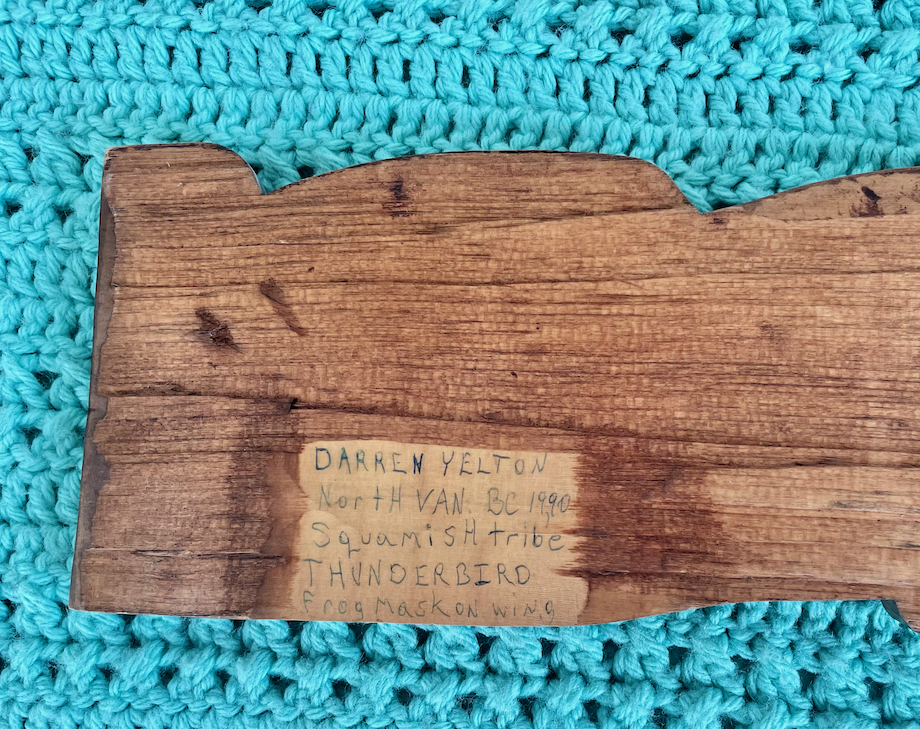 DARREN YELTON
NortH VAN. BC 1990
SquamisH tribe
THUNDERBIRD
frog Mask on wing